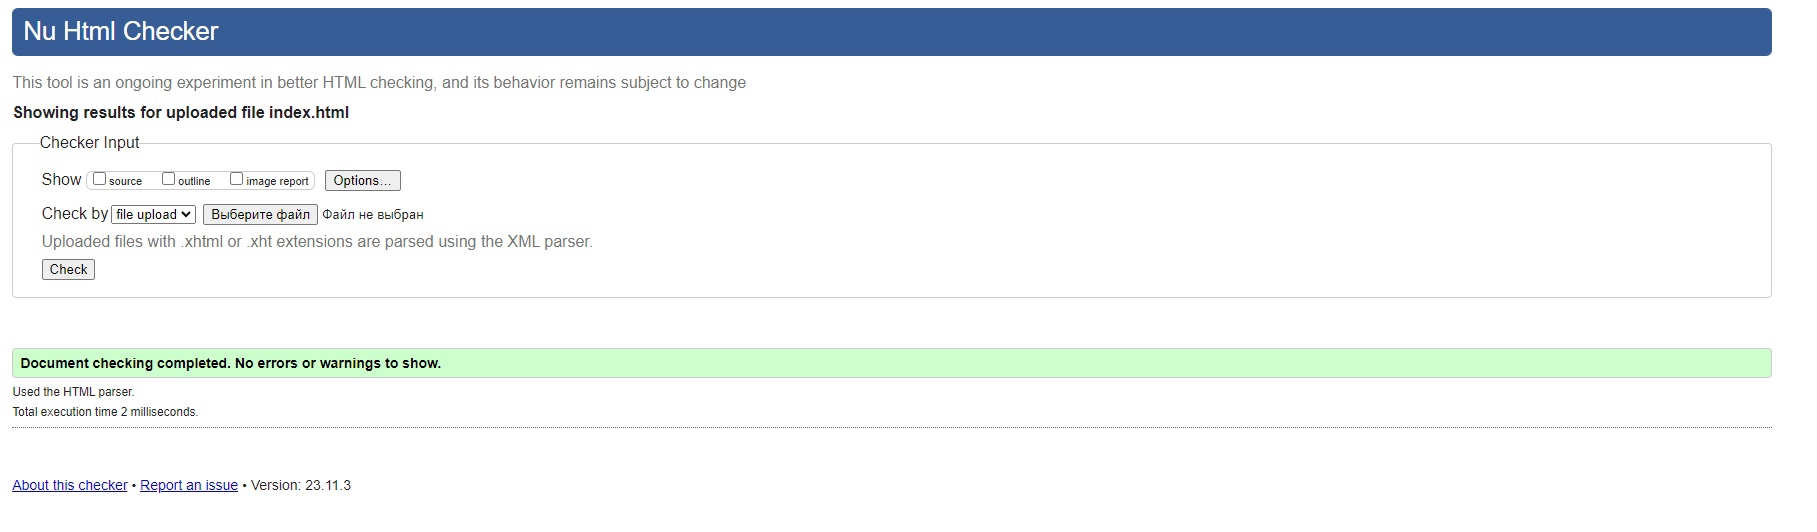 Nu Html Checker
This tool is an ongoing experiment in better HTML checking, and its behavior remains subject to change
Showing results for uploaded file index.html
Checker Input
Show source outline image report Options...
Check by file upload Выберите файл Файл не выбран
Uploaded files with .xhtml or .xht extensions are parsed using the XML parser.
Check
Document checking completed. No errors or warnings to show.
Used the HTML parser.
Total execution time 2 milliseconds.
About this checker • Report an issue • Version: 23.11.3